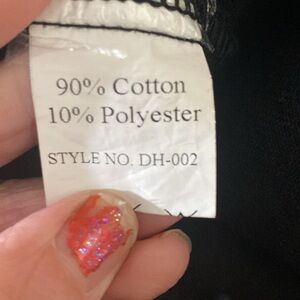 90% Cotton
10% Polyester
STYLE NO. DH-002